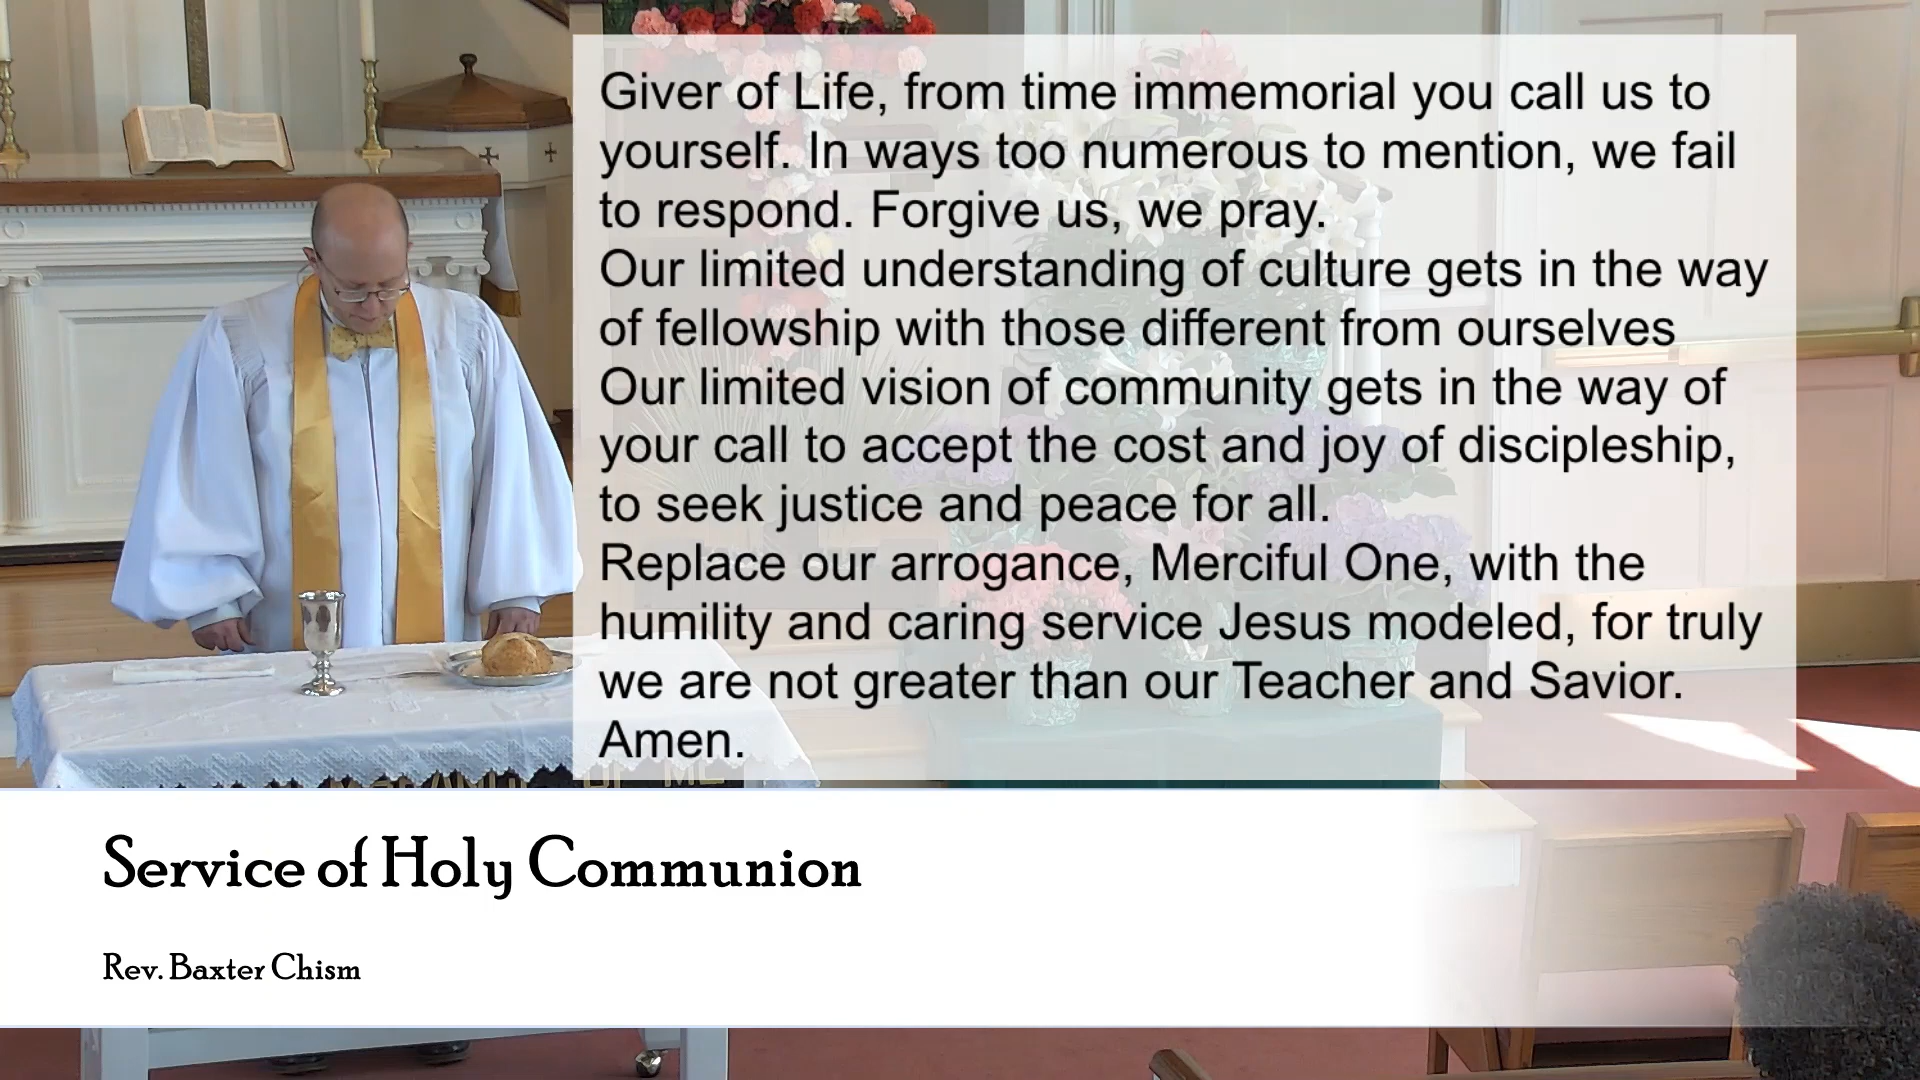 Giver of Life, from time immemorial you call us to
yourself. In ways too numerous to mention, we fail
to respond. Forgive us, we pray.
Our limited understanding of culture gets in the way
of fellowship with those different from ourselves
Our limited vision of community gets in the way of
your call to accept the cost and joy of discipleship,
to seek justice and peace for all.
Replace our arrogance, Merciful One, with the
humility and caring service Jesus modeled, for truly
we are not greater than our Teacher and Savior.
Amen.
ME
Service of Holy Communion
Rev. Baxter Chism